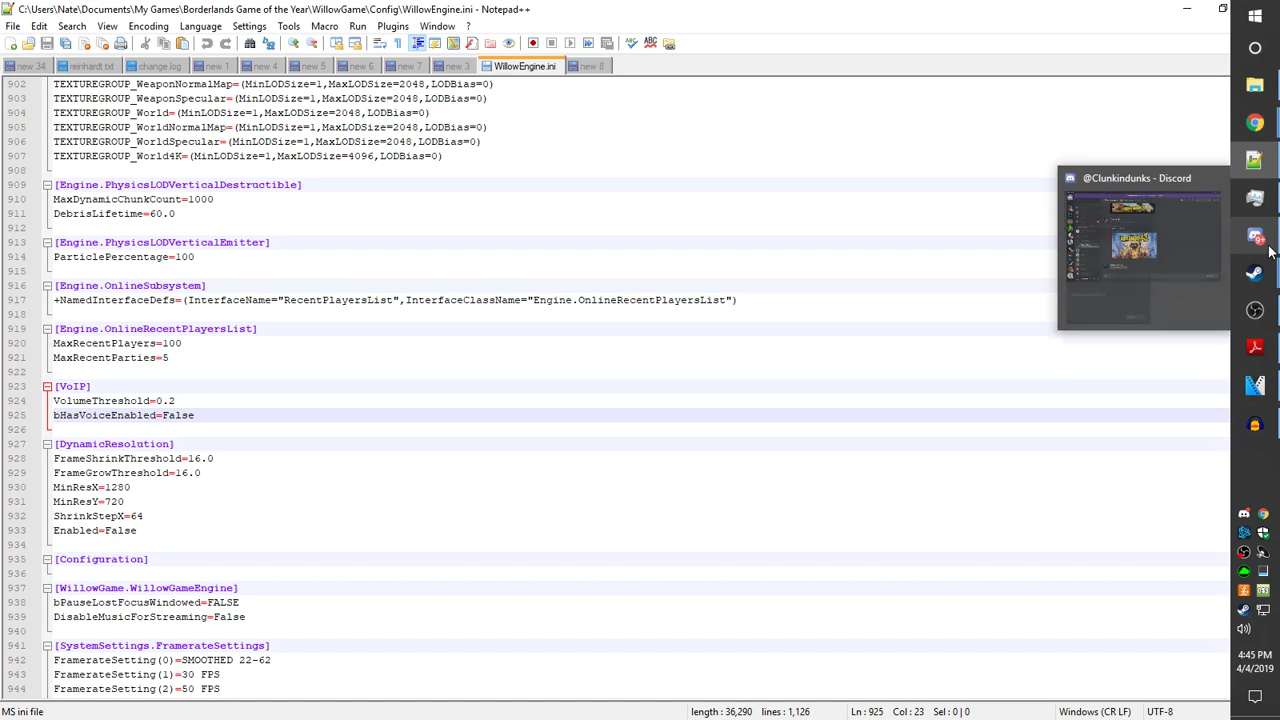 C:\Users\Nate\Documents\My Games\Borderlands Game of the Year\WillowGame\Config\WillowEngine.ini - Notepad++
File Edit Search View Encoding Language Settings Tools Macro Run Plugins Window ?
new 34 reinhardt.txt change.log new 1 new 4 new 5 new 6 new 7 new 3 WillowEngine.ini new 8
902 TEXTUREGROUP_WeaponNormalMap=(MinLODSize=1,MaxLODSize=2048,LODBias=0)
903 TEXTUREGROUP_WeaponSpecular=(MinLODSize=1,MaxLODSize=2048,LODBias=0)
904 TEXTUREGROUP_World=(MinLODSize=1,MaxLODSize=2048,LODBias=0)
905 TEXTUREGROUP_WorldNormalMap=(MinLODSize=1,MaxLODSize=2048,LODBias=0)
906 TEXTUREGROUP_WorldSpecular=(MinLODSize=1,MaxLODSize=2048,LODBias=0)
907 TEXTUREGROUP_World4K=(MinLODSize=1,MaxLODSize=4096,LODBias=0)
908
909 [Engine.PhysicsLODVerticalDestructible]
910 MaxDynamicChunkCount=1000
911 DebrisLifetime=60.0
912
913 [Engine.PhysicsLODVerticalEmitter]
914 ParticlePercentage=100
915
916 [Engine.OnlineSubsystem]
917 +NamedInterfaceDefs=(InterfaceName="RecentPlayersList",InterfaceClassName="Engine.OnlineRecentPlayersList")
918
919 [Engine.OnlineRecentPlayersList]
920 MaxRecentPlayers=100
921 MaxRecentParties=5
922
923 [VoIP]
924 VolumeThreshold=0.2
925 bHasVoiceEnabled=False
926
927 [DynamicResolution]
928 FrameShrinkThreshold=16.0
929 FrameGrowThreshold=16.0
930 MinResX=1280
931 MinResY=720
932 ShrinkStepX=64
933 Enabled=False
934
935 [Configuration]
936
937 [WillowGame.WillowGameEngine]
938 bPauseLostFocusWindowed=FALSE
939 DisableMusicForStreaming=False
940
941 [SystemSettings.FramerateSettings]
942 FramerateSetting(0)=SMOOTHED 22-62
943 FramerateSetting(1)=30 FPS
944 FramerateSetting(2)=50 FPS
@Clunkindunks - Discord
9+
4:45 PM
4/4/2019
MS ini file length : 36,290 lines : 1,126 Ln : 925 Col : 23 Sel : 0 | 0 Windows (CR LF) UTF-8